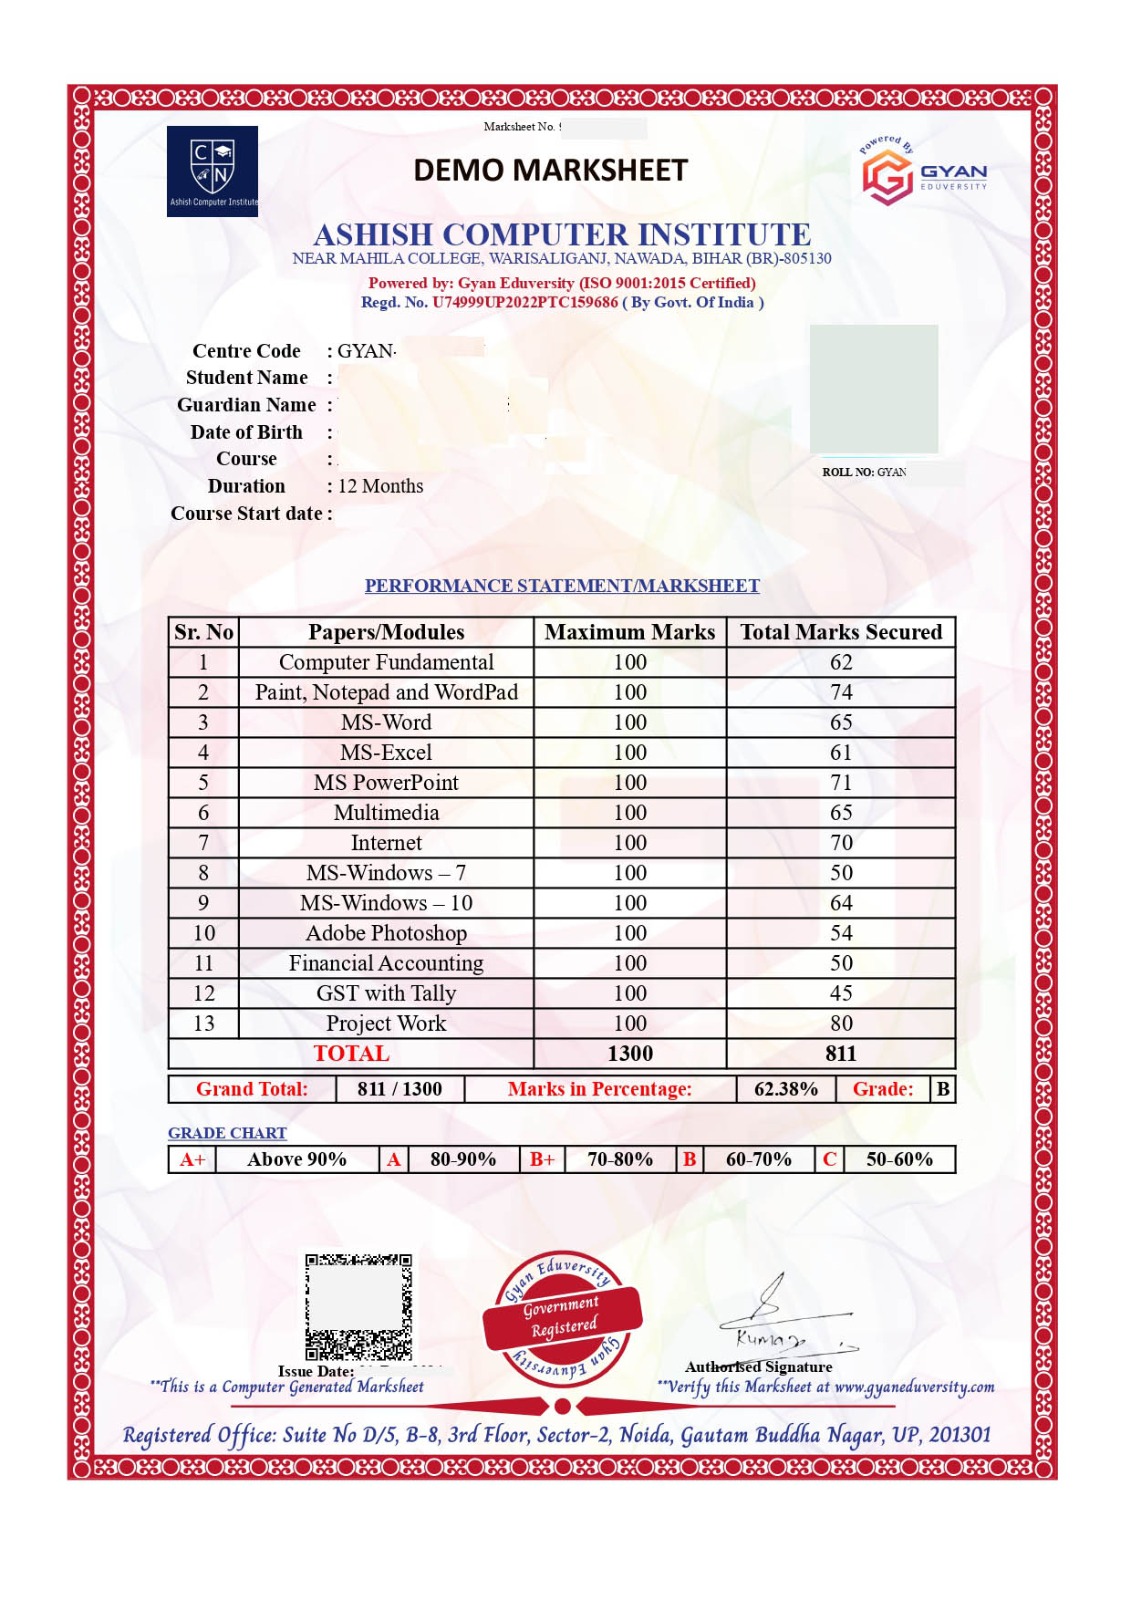 Marksheet No.
DEMO MARKSHEET
C
N
Ashish Computer Institute
Powered By
GYAN
EDUVERSITY
ASHISH COMPUTER INSTITUTE
NEAR MAHILA COLLEGE, WARISALIGANJ, NAWADA, BIHAR (BR)-805130
Powered by: Gyan Eduversity (ISO 9001:2015 Certified)
Regd. No. U74999UP2022PTC159686 ( By Govt. Of India )
Centre Code : GYAN-
Student Name :
Guardian Name :
Date of Birth :
Course :
Duration : 12 Months
Course Start date :
ROLL NO: GYAN
PERFORMANCE STATEMENT/MARKSHEET
Sr. No Papers/Modules Maximum Marks Total Marks Secured
1 Computer Fundamental 100 62
2 Paint, Notepad and WordPad 100 74
3 MS-Word 100 65
4 MS-Excel 100 61
5 MS PowerPoint 100 71
6 Multimedia 100 65
7 Internet 100 70
8 MS-Windows – 7 100 50
9 MS-Windows – 10 100 64
10 Adobe Photoshop 100 54
11 Financial Accounting 100 50
12 GST with Tally 100 45
13 Project Work 100 80
TOTAL 1300 811
Grand Total: 811 / 1300 Marks in Percentage: 62.38% Grade: B
GRADE CHART
A+ Above 90% A 80-90% B+ 70-80% B 60-70% C 50-60%
Gyan Eduversity
Government
Registered
Gyan Eduversity
Kumar
Issue Date:
Authorised Signature
**This is a Computer Generated Marksheet
**Verify this Marksheet at www.gyaneduversity.com
Registered Office: Suite No D/5, B-8, 3rd Floor, Sector-2, Noida, Gautam Buddha Nagar, UP, 201301